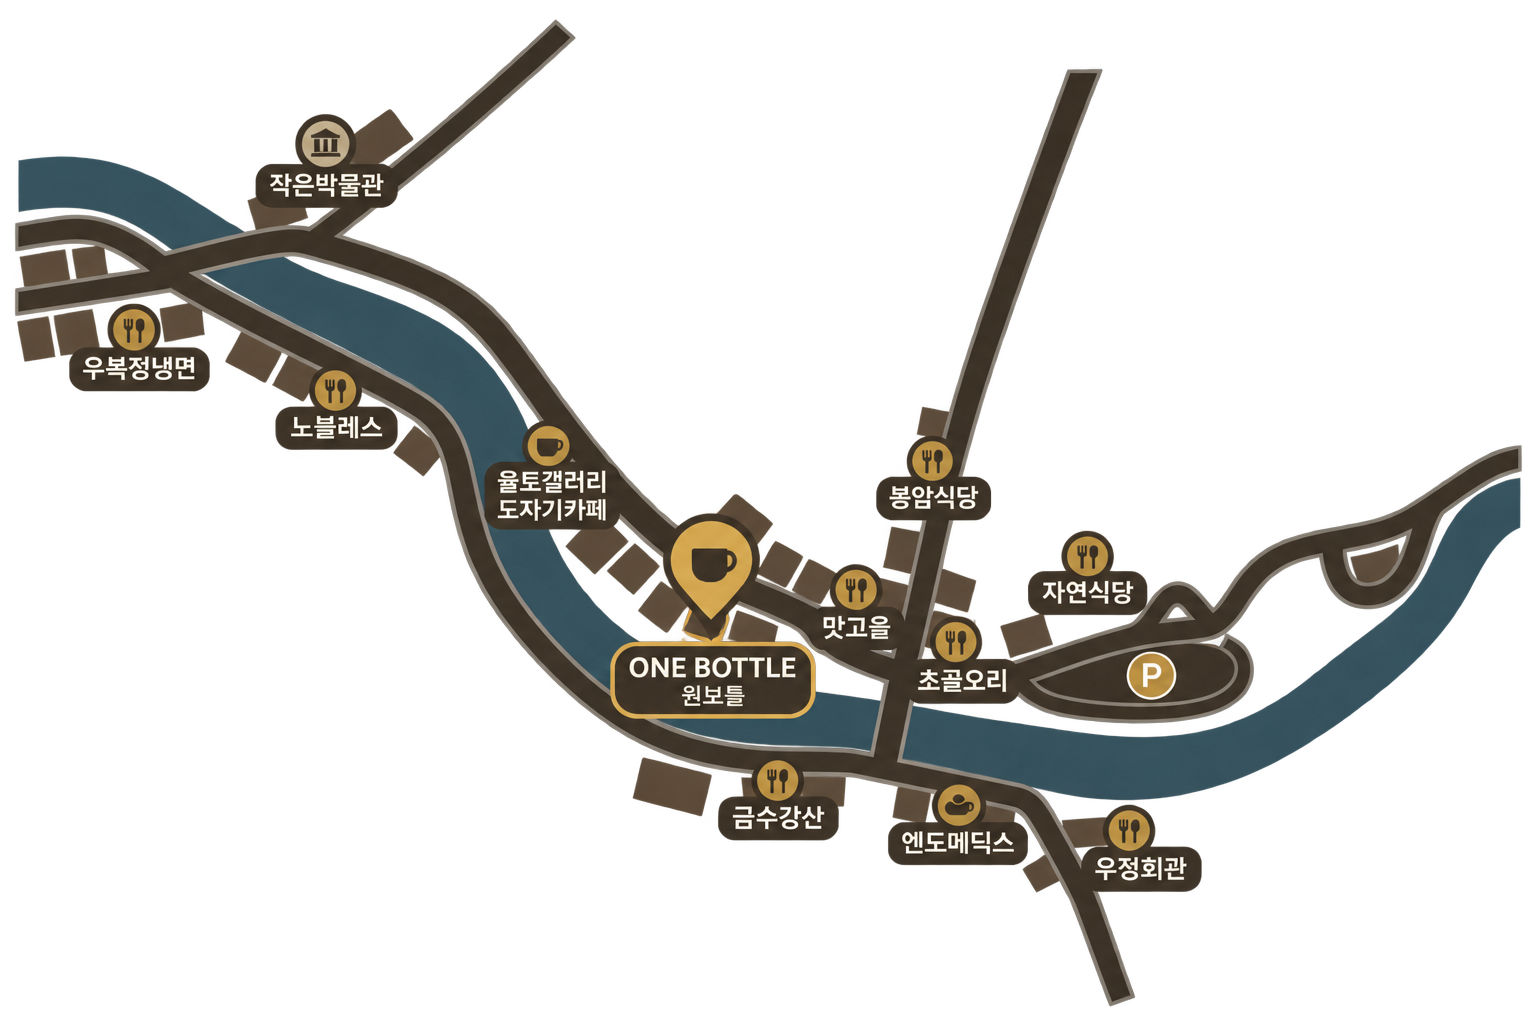 작은박물관
우복정냉면
노블레스
율토갤러리
도자기카페
봉암식당
자연식당
맛고을
ONE BOTTLE
원보틀
초골오리
P
금수강산
엔도메딕스
우정회관